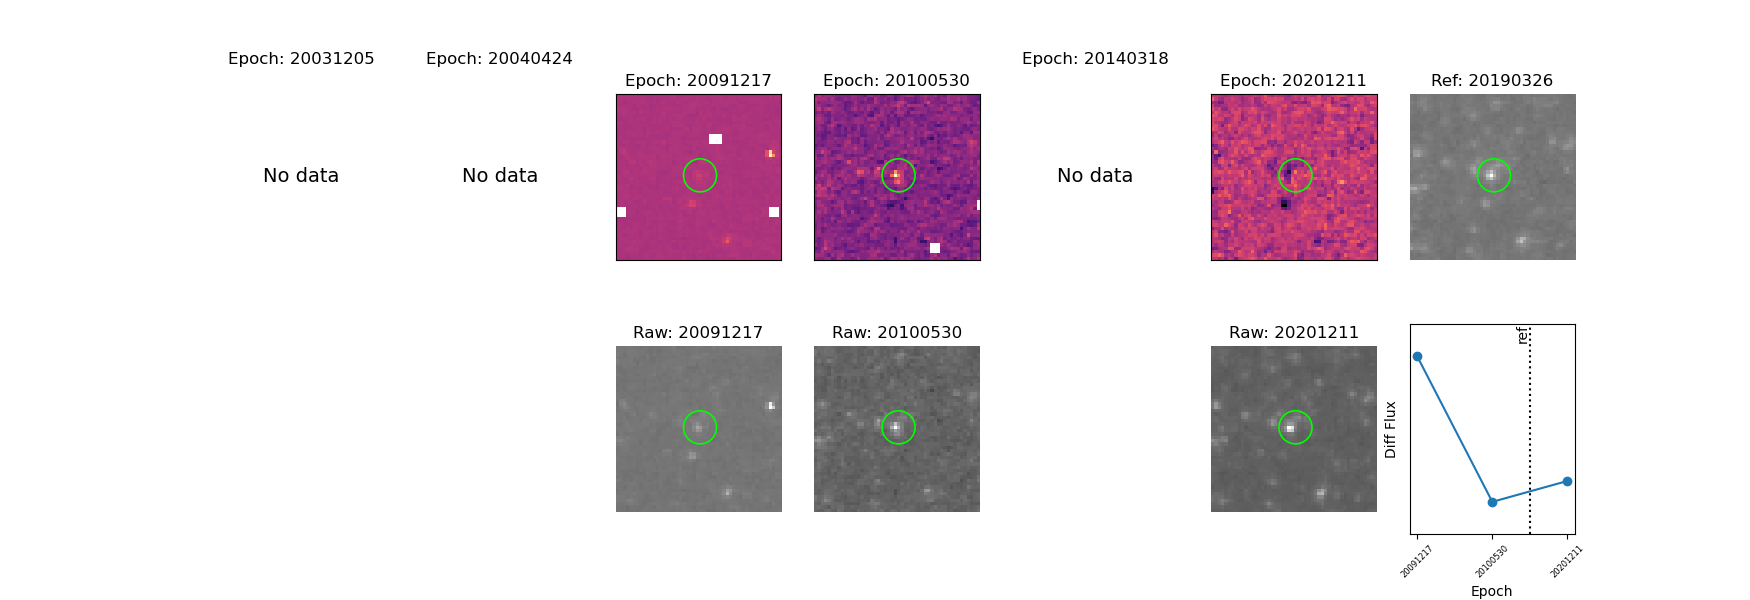 Epoch: 20031205
Epoch: 20040424
Epoch: 20091217
Epoch: 20100530
Epoch: 20140318
Epoch: 20201211
Ref: 20190326
No data
No data
No data
Raw: 20091217
Raw: 20100530
Raw: 20201211
ref
Diff Flux
20091217
20100530
20201211
Epoch